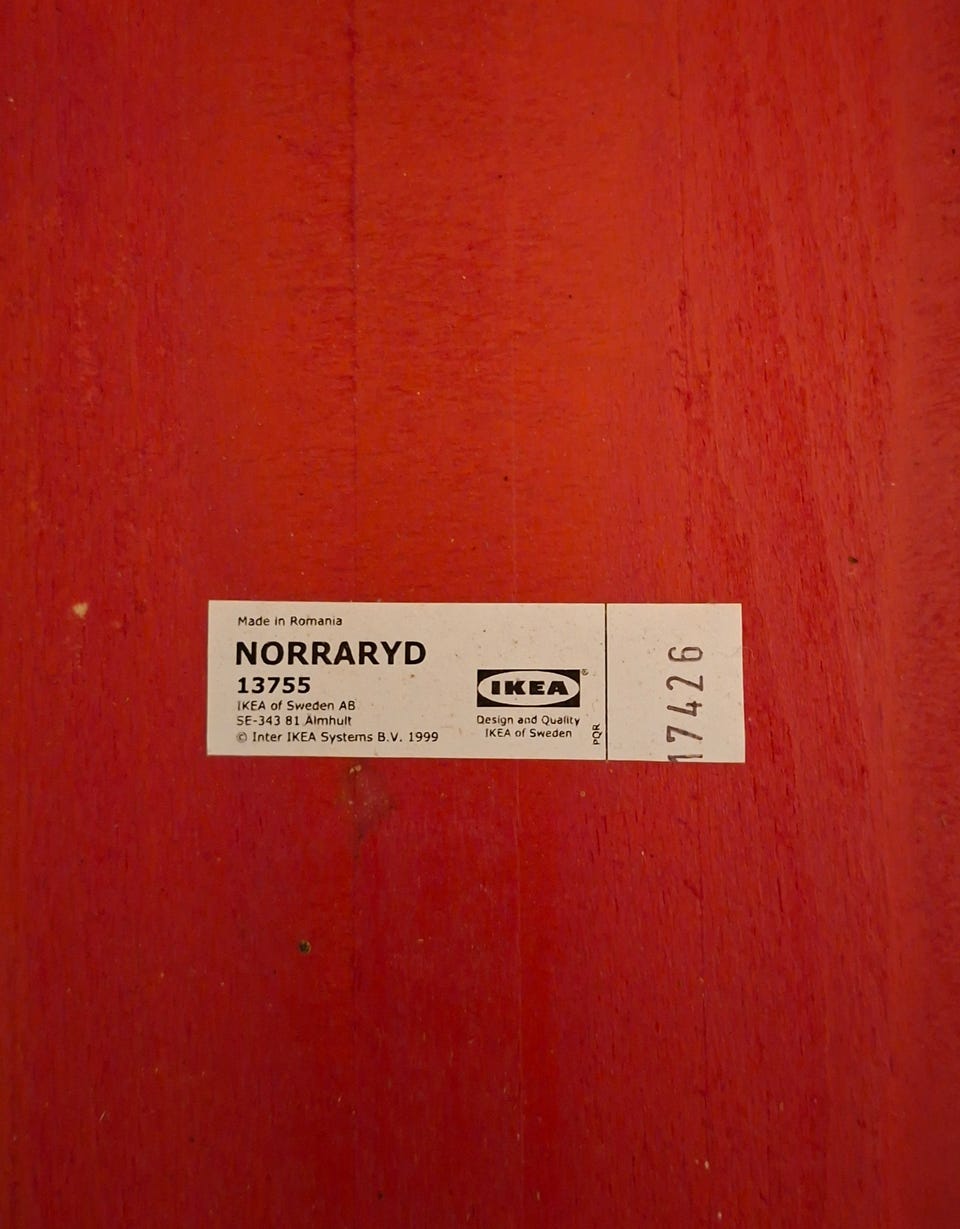 Made in Romania
NORRARYD
13755
IKEA of Sweden AB
SE-343 81 Älmhult
© Inter IKEA Systems B.V. 1999
IKEA®
Design and Quality
IKEA of Sweden
PQR
17426